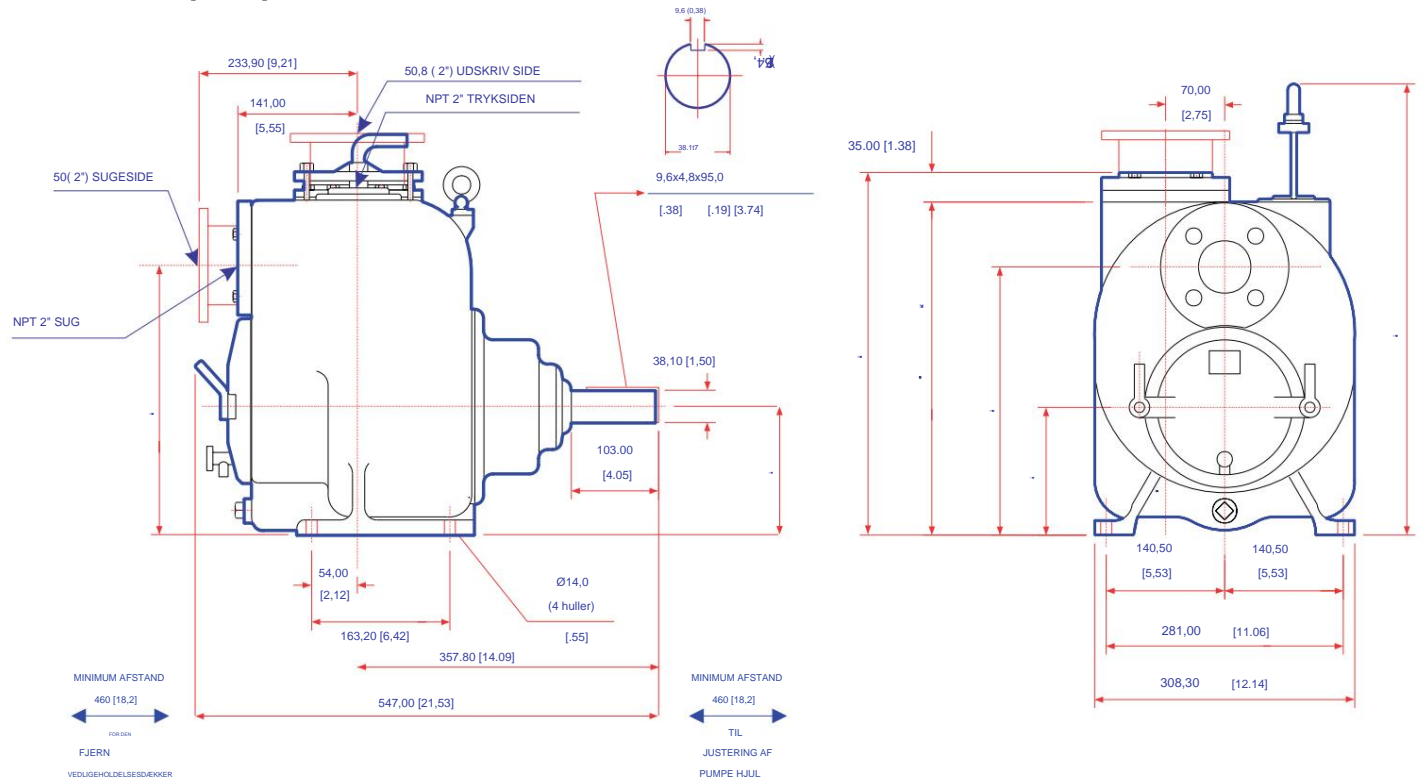 9,6 (0,38)
233,90 [9,21]
50,8 ( 2") UDSKRIV SIDE
NPT 2" TRYKSIDEN
141,00
[5,55]
50( 2") SUGESIDE
NPT 2" SUG
38.1f7
9,6x4,8x95,0
[.38] [.19] [3.74]
38,10 [1,50]
103.00
[4.05]
54,00
[2,12]
163,20 [6,42]
Ø14,0
(4 huller)
[.55]
357.80 [14.09]
547,00 [21,53]
MINIMUM AFSTAND
460 [18,2]
FOR DEN
FJERN
VEDLIGEHOLDELSESDÆKKER
MINIMUM AFSTAND
460 [18,2]
TIL
JUSTERING AF
PUMPE HJUL
70,00
[2,75]
35.00 [1.38]
140,50
[5,53]
140,50
[5,53]
281,00 [11.06]
308,30 [12.14]